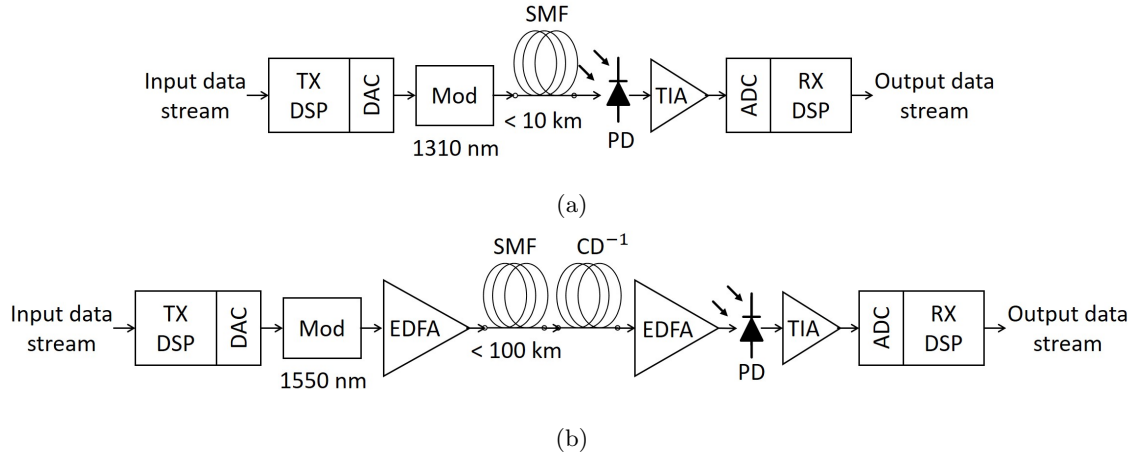 SMF
Input data
stream
TX
DSP
DAC
Mod
1310 nm
< 10 km
PD
TIA
ADC
RX
DSP
Output data
stream
(a)
SMF
CD⁻¹
Input data
stream
TX
DSP
DAC
Mod
1550 nm
EDFA
< 100 km
EDFA
PD
TIA
ADC
RX
DSP
Output data
stream
(b)